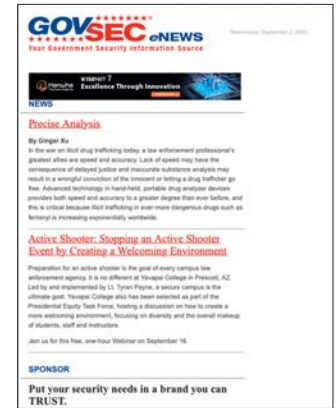 GOVSEC eNEWS
Your Government Security Information Source
Wednesday, September 2, 2020
Hanwha
WISENET 7
Excellence Through Innovation
NEWS
Precise Analysis
By Ginger Xu
In the war on illicit drug trafficking today, a law enforcement professional's
greatest allies are speed and accuracy. Lack of speed may have the
consequence of delayed justice and inaccurate substance analysis may
result in a wrongful conviction of the innocent or letting a drug trafficker go
free. Advanced technology in hand-held, portable drug analyzer devices
provides both speed and accuracy to a greater degree than ever before, and
this is critical because illicit trafficking in ever-more dangerous drugs such as
fentanyl is increasing exponentially worldwide.
Active Shooter: Stopping an Active Shooter
Event by Creating a Welcoming Environment
Preparation for an active shooter is the goal of every campus law
enforcement agency. It is no different at Yavapai College in Prescott, AZ.
Led by and implemented by Lt. Tyran Payne, a secure campus is the
ultimate goal. Yavapai College also has been selected as part of the
Presidential Equity Task Force, hosting a discussion on how to create a
more welcoming environment, focusing on diversity and the overall makeup
of students, staff and instructors.
Join us for this free, one-hour Webinar on September 16.
SPONSOR
Put your security needs in a brand you can
TRUST.